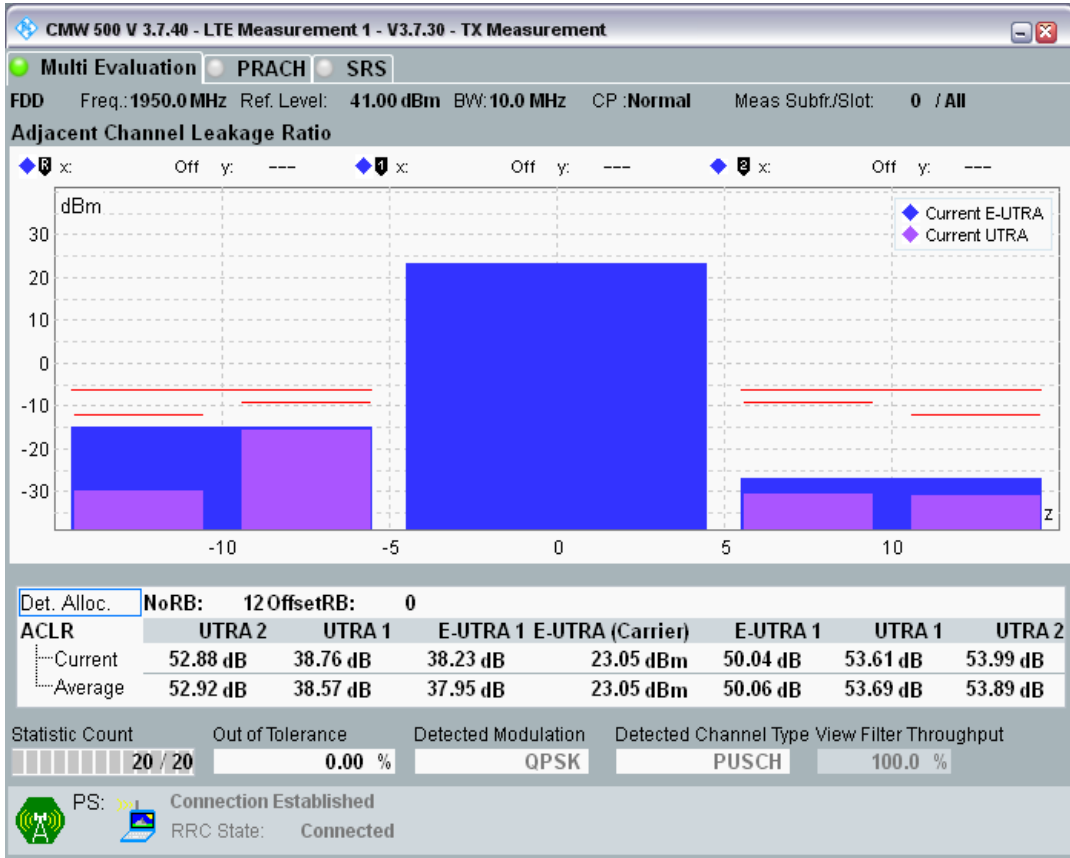 CMW 500 V 3.7.40 - LTE Measurement 1 - V3.7.30 - TX Measurement
Multi Evaluation PRACH SRS
FDD Freq.: 1950.0 MHz Ref. Level: 41.00 dBm BW: 10.0 MHz CP :Normal Meas Subfr./Slot: 0 / All
Adjacent Channel Leakage Ratio
R x: Off y: --- 1 x: Off y: --- 2 x: Off y: ---
dBm
Current E-UTRA
Current UTRA
30
20
10
0
-10
-20
-30
z
-10 -5 0 5 10
Det. Alloc. NoRB: 12 OffsetRB: 0
ACLR UTRA 2 UTRA 1 E-UTRA 1 E-UTRA (Carrier) E-UTRA 1 UTRA 1 UTRA 2
Current 52.88 dB 38.76 dB 38.23 dB 23.05 dBm 50.04 dB 53.61 dB 53.99 dB
Average 52.92 dB 38.57 dB 37.95 dB 23.05 dBm 50.06 dB 53.69 dB 53.89 dB
Statistic Count Out of Tolerance Detected Modulation Detected Channel Type View Filter Throughput
20 / 20 0.00 % QPSK PUSCH 100.0 %
PS: Connection Established
RRC State: Connected